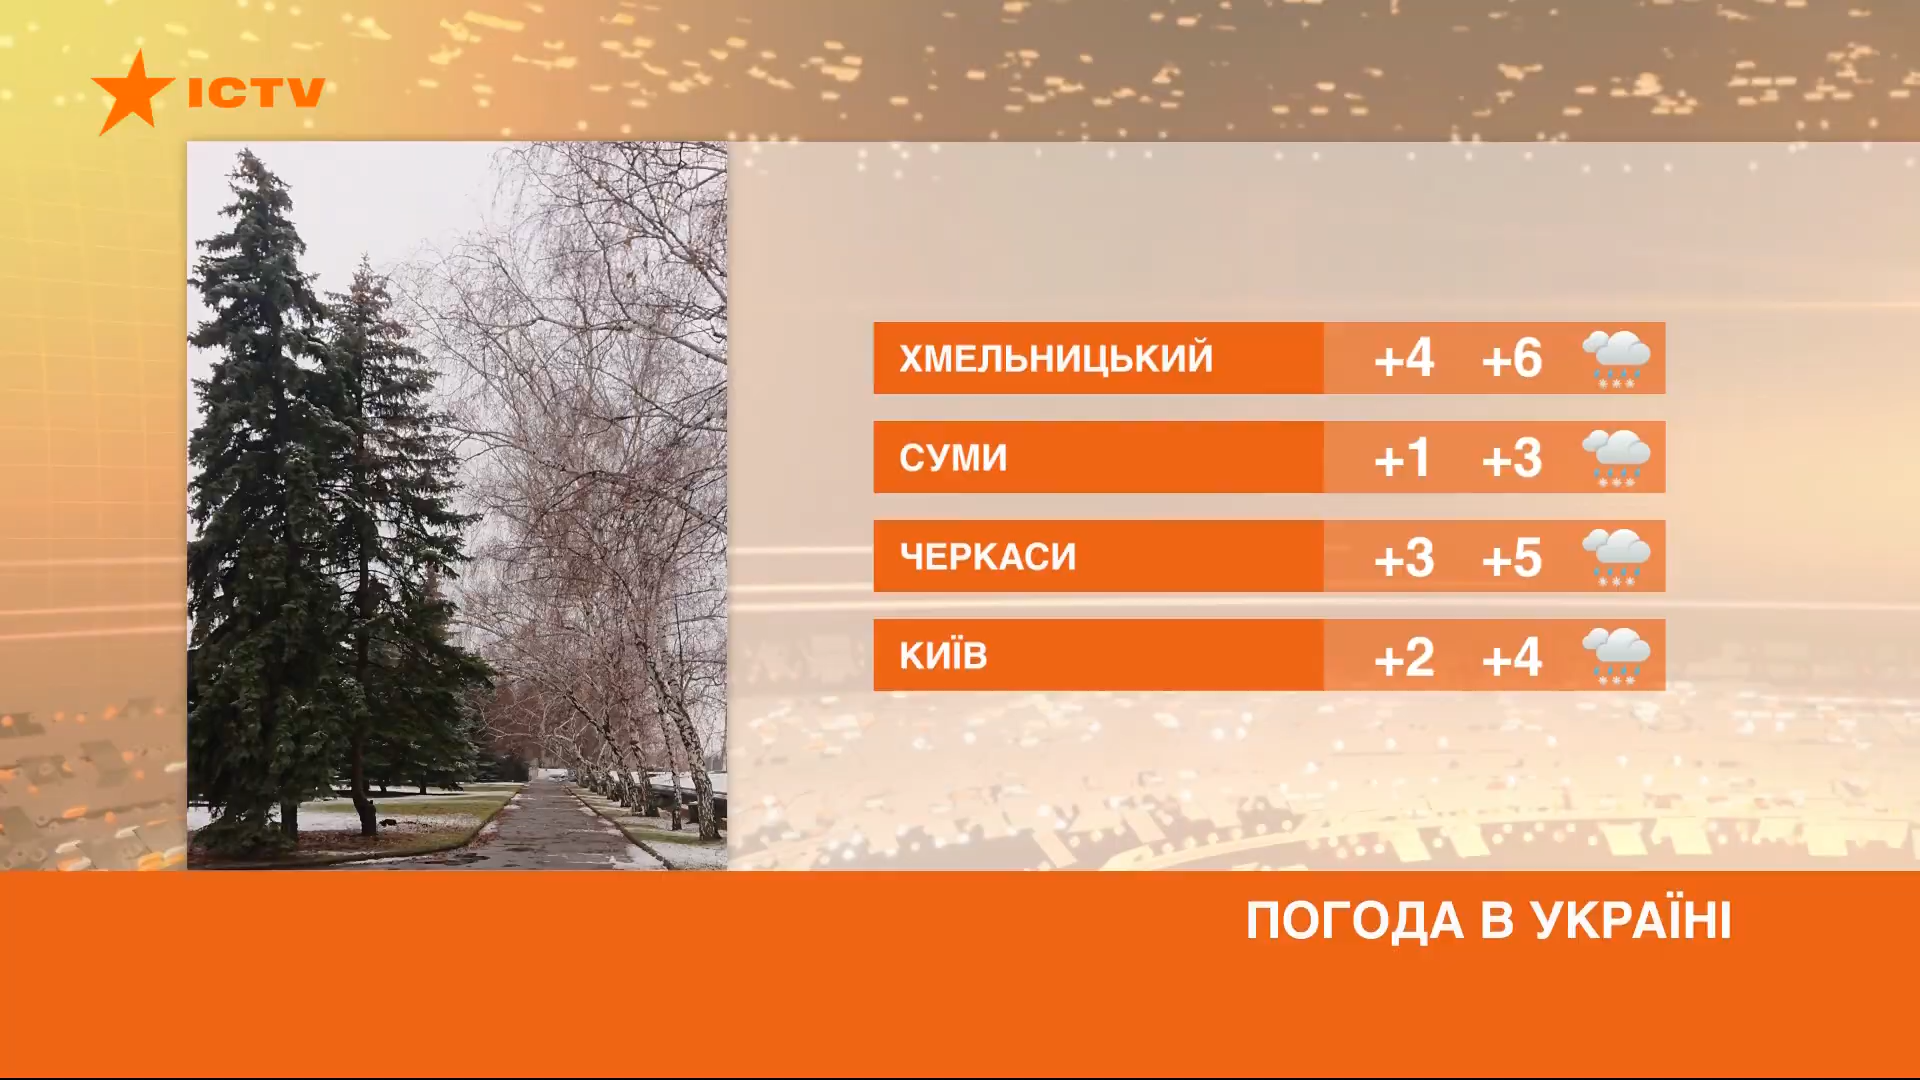 ICTV
ХМЕЛЬНИЦЬКИЙ +4 +6
СУМИ +1 +3
ЧЕРКАСИ +3 +5
КИЇВ +2 +4
ПОГОДА В УКРАЇНІ